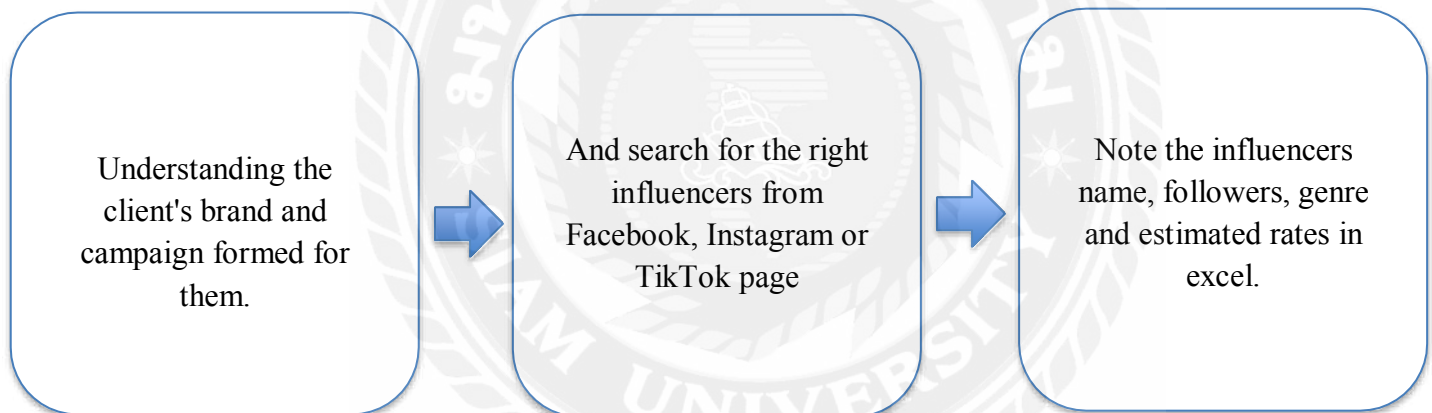 Understanding the
client's brand and
campaign formed for
them.
And search for the right
influencers from
Facebook, Instagram or
TikTok page
Note the influencers
name, followers, genre
and estimated rates in
excel.
UNIVERSITY